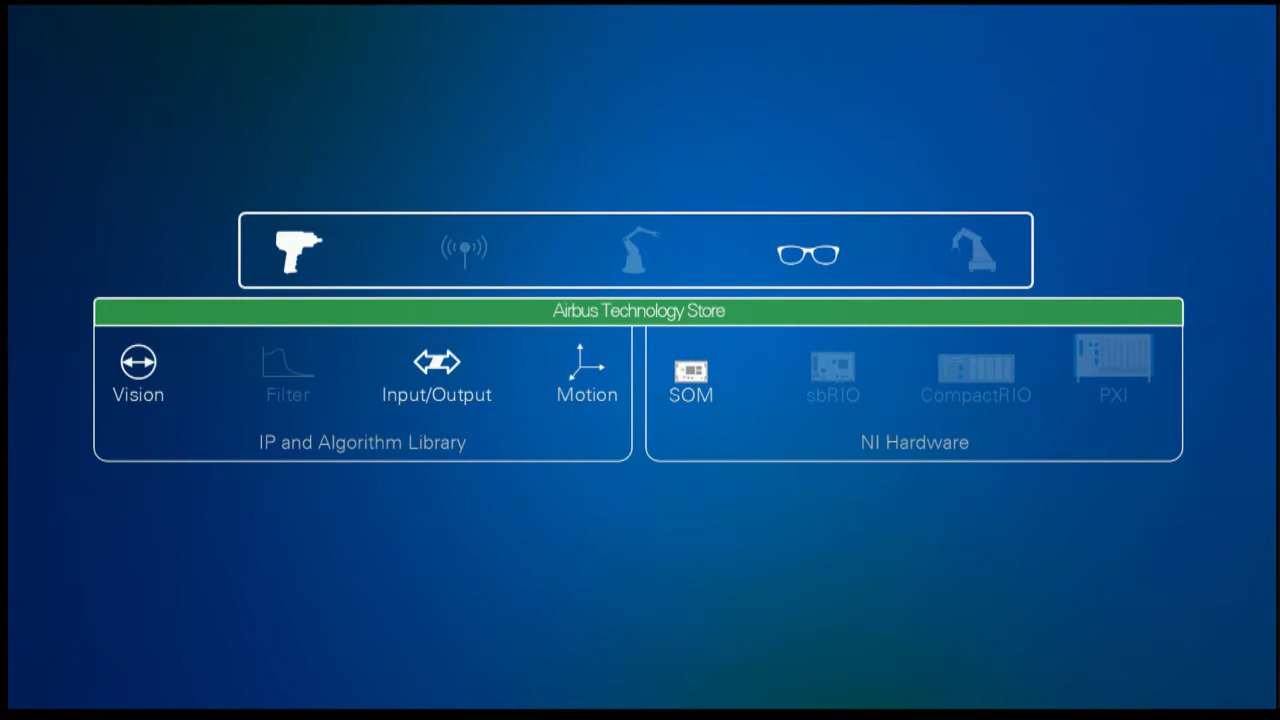 Airbus Technology Store
Vision
Filter
Input/Output
Motion
SOM
sbRIO
CompactRIO
PXI
IP and Algorithm Library
NI Hardware